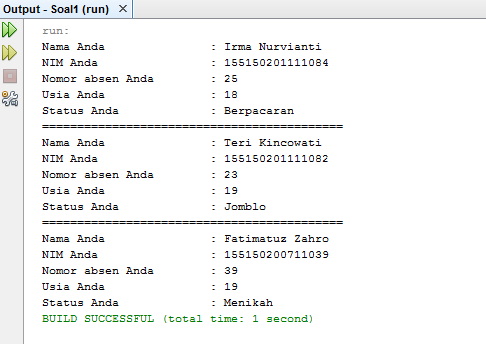 Output - Soal1 (run)
run:
Nama Anda : Irma Nurvianti
NIM Anda : 155150201111084
Nomor absen Anda : 25
Usia Anda : 18
Status Anda : Berpacaran
===========================================
Nama Anda : Teri Kincowati
NIM Anda : 155150201111082
Nomor absen Anda : 23
Usia Anda : 19
Status Anda : Jomblo
===========================================
Nama Anda : Fatimatuz Zahro
NIM Anda : 155150200711039
Nomor absen Anda : 39
Usia Anda : 19
Status Anda : Menikah
BUILD SUCCESSFUL (total time: 1 second)